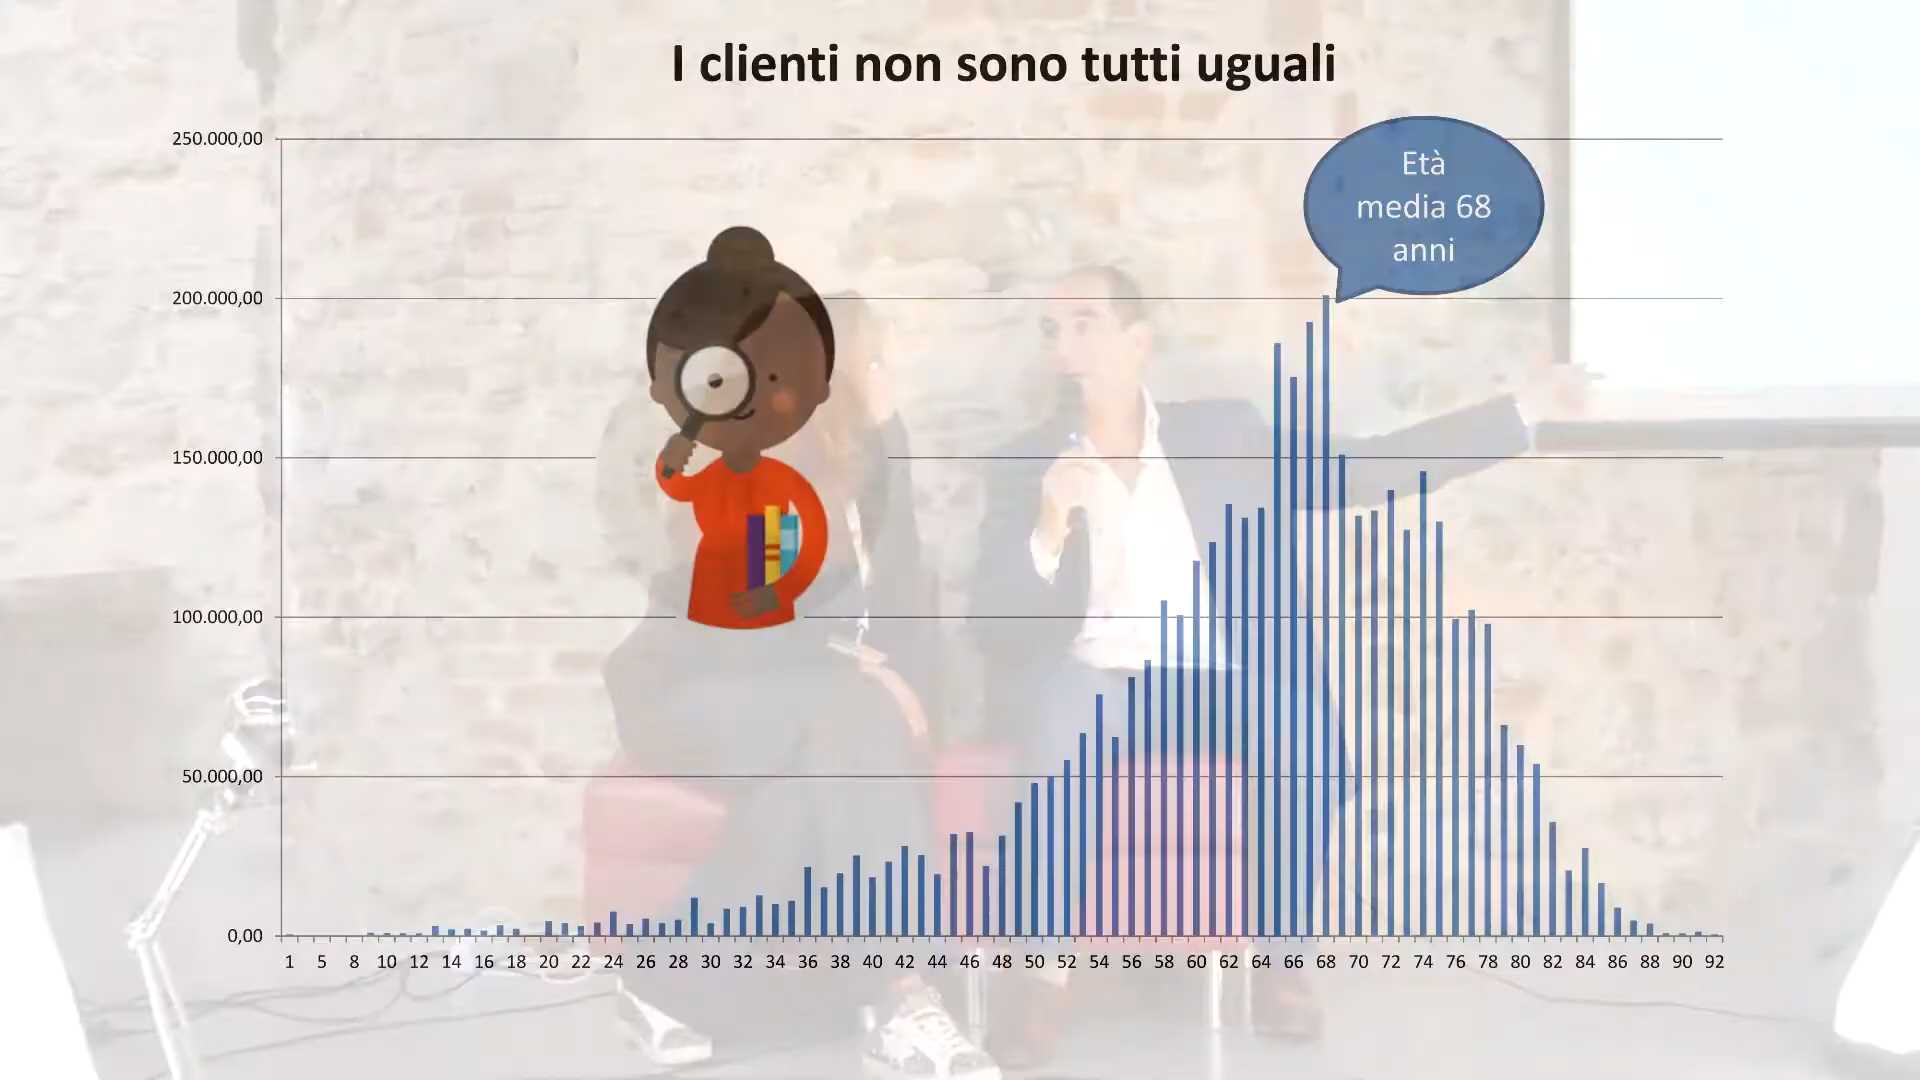 I clienti non sono tutti uguali
Età
media 68
anni
250.000,00
200.000,00
150.000,00
100.000,00
50.000,00
0,00
1 5 8 10 12 14 16 18 20 22 24 26 28 30 32 34 36 38 40 42 44 46 48 50 52 54 56 58 60 62 64 66 68 70 72 74 76 78 80 82 84 86 88 90 92